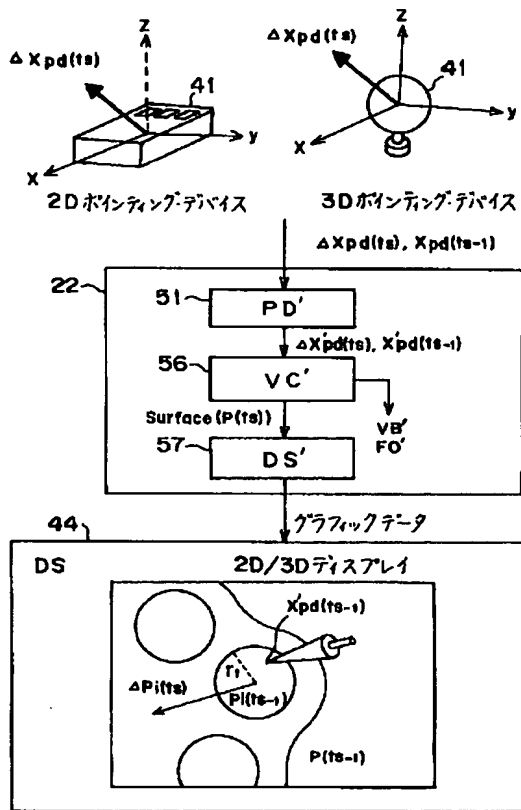 Z
ΔXpd(ts)
41
y
X
2Dポインティング・デバイス
Z
ΔXpd(ts)
41
y
X
3Dポインティング・デバイス
ΔXpd(ts), Xpd(ts-1)
22
51
PD'
ΔX'pd(ts), X'pd(ts-1)
56
VC'
VB'
FO'
Surface(P(ts))
57
DS'
グラフィックデータ
44
DS
2D/3Dディスプレイ
X'pd(ts-1)
r1
ΔPi(ts)
Pi(ts-1)
P(ts-1)